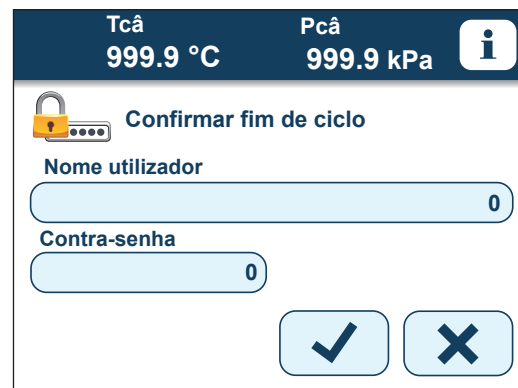 Tcâ Pcâ
999.9 °C 999.9 kPa i
Confirmar fim de ciclo
Nome utilizador
0
Contra-senha
0